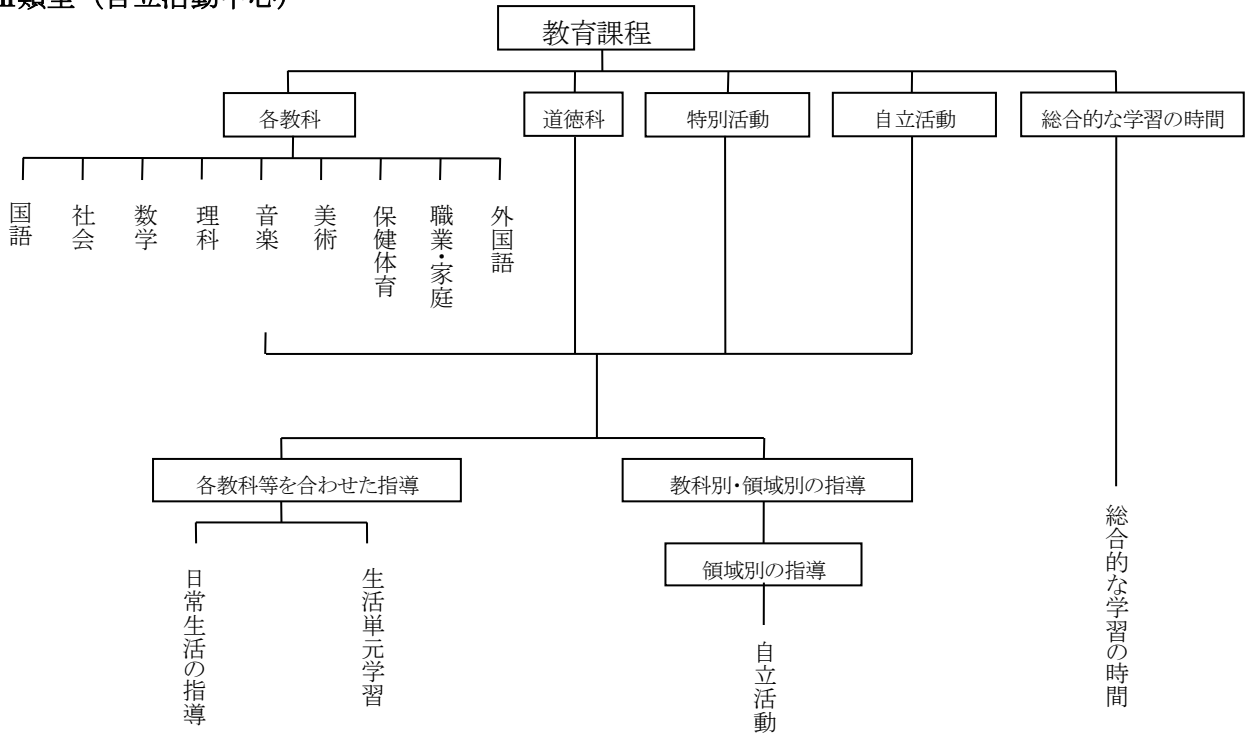 類型（自立活動中心）
教育課程
各教科
道徳科
特別活動
自立活動
総合的な学習の時間
国語
社会
数学
理科
音楽
美術
保健体育
職業・家庭
外国語
各教科等を合わせた指導
教科別・領域別の指導
領域別の指導
日常生活の指導
生活単元学習
自立活動
総合的な学習の時間